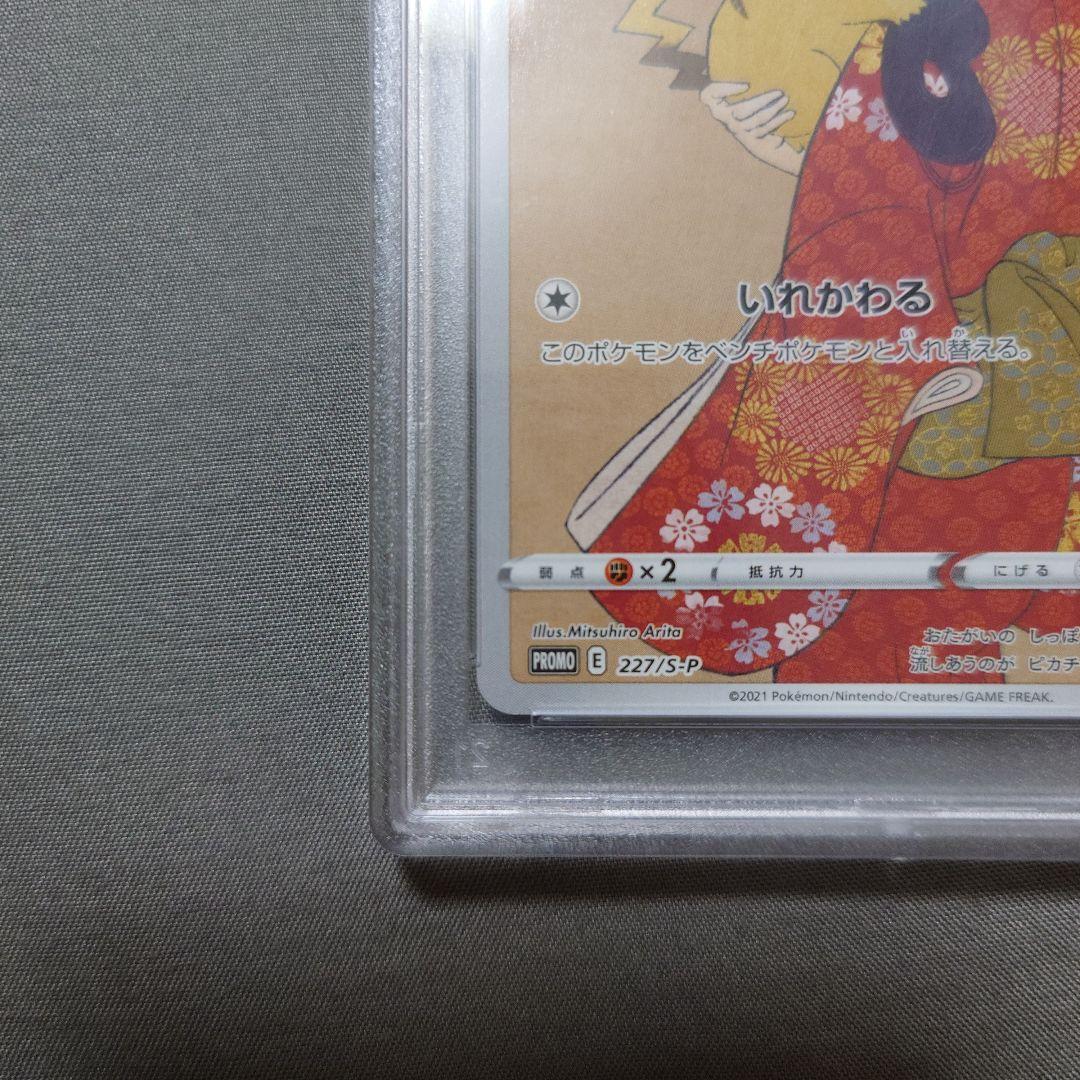 いれかわる
このポケモンをベンチポケモンと入れ替える。
弱点 ×2 抵抗力 にげる
Illus.Mitsuhiro Arita
PROMO E 227/S-P
おたがいの しっぽ
流しあうのが ピカチ
©2021 Pokémon/Nintendo/Creatures/GAME FREAK.